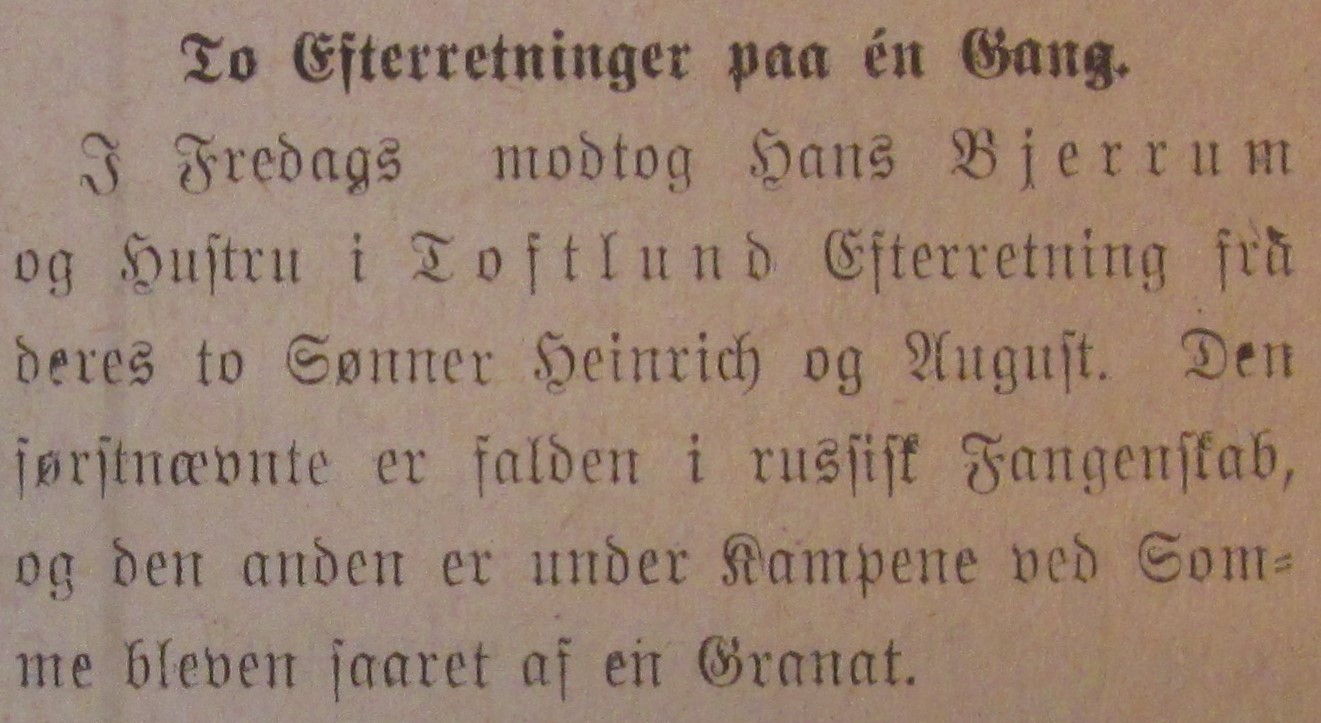 To Efterretninger paa én Gang.
I Fredags modtog Hans Bjerrum
og Hustru i Toftlund Efterretning fra
deres to Sønner Heinrich og August. Den
førstnævnte er falden i russisk Fangenskab,
og den anden er under Kampene ved Som-
me bleven saaret af en Granat.